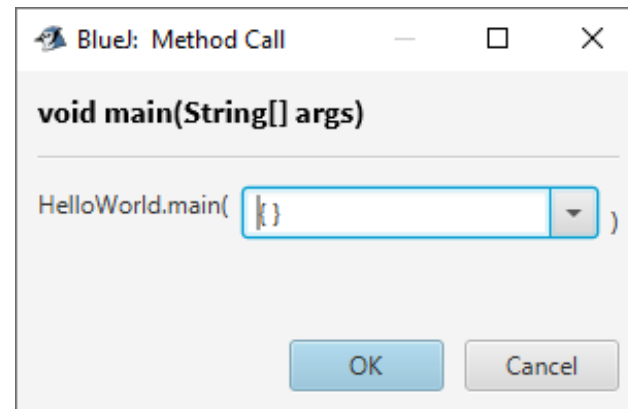 BlueJ: Method Call
void main(String[] args)
HelloWorld.main( { } )
OK Cancel